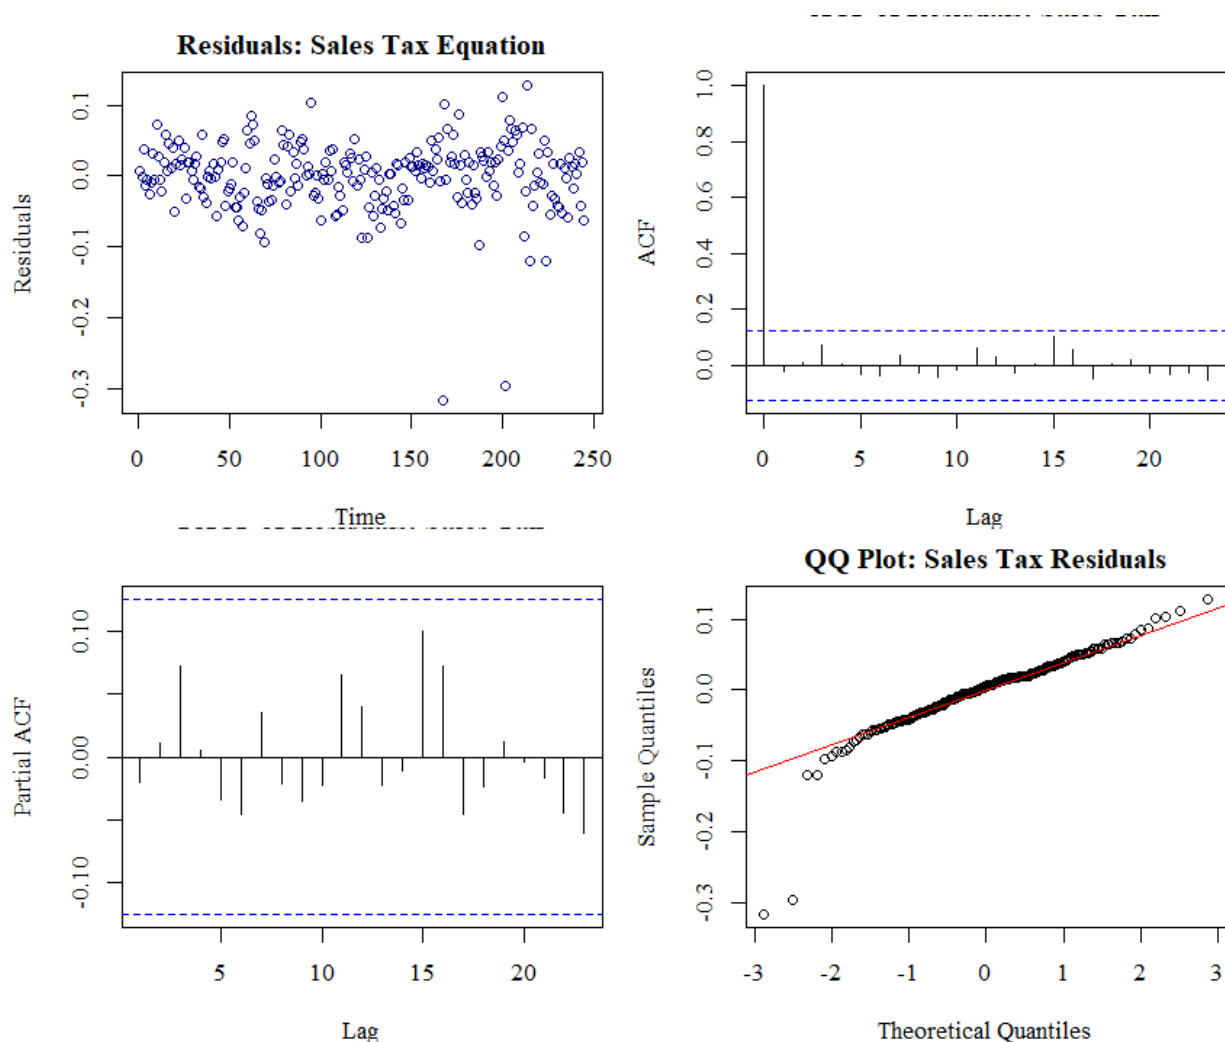 Residuals: Sales Tax Equation
Residuals
0.1
0.0
-0.1
-0.2
-0.3
0 50 100 150 200 250
Time
ACF
1.0
0.8
0.6
0.4
0.2
0.0
0 5 10 15 20
Lag
Partial ACF
0.10
0.00
-0.10
5 10 15 20
Lag
QQ Plot: Sales Tax Residuals
Sample Quantiles
0.1
0.0
-0.1
-0.2
-0.3
-3 -2 -1 0 1 2 3
Theoretical Quantiles